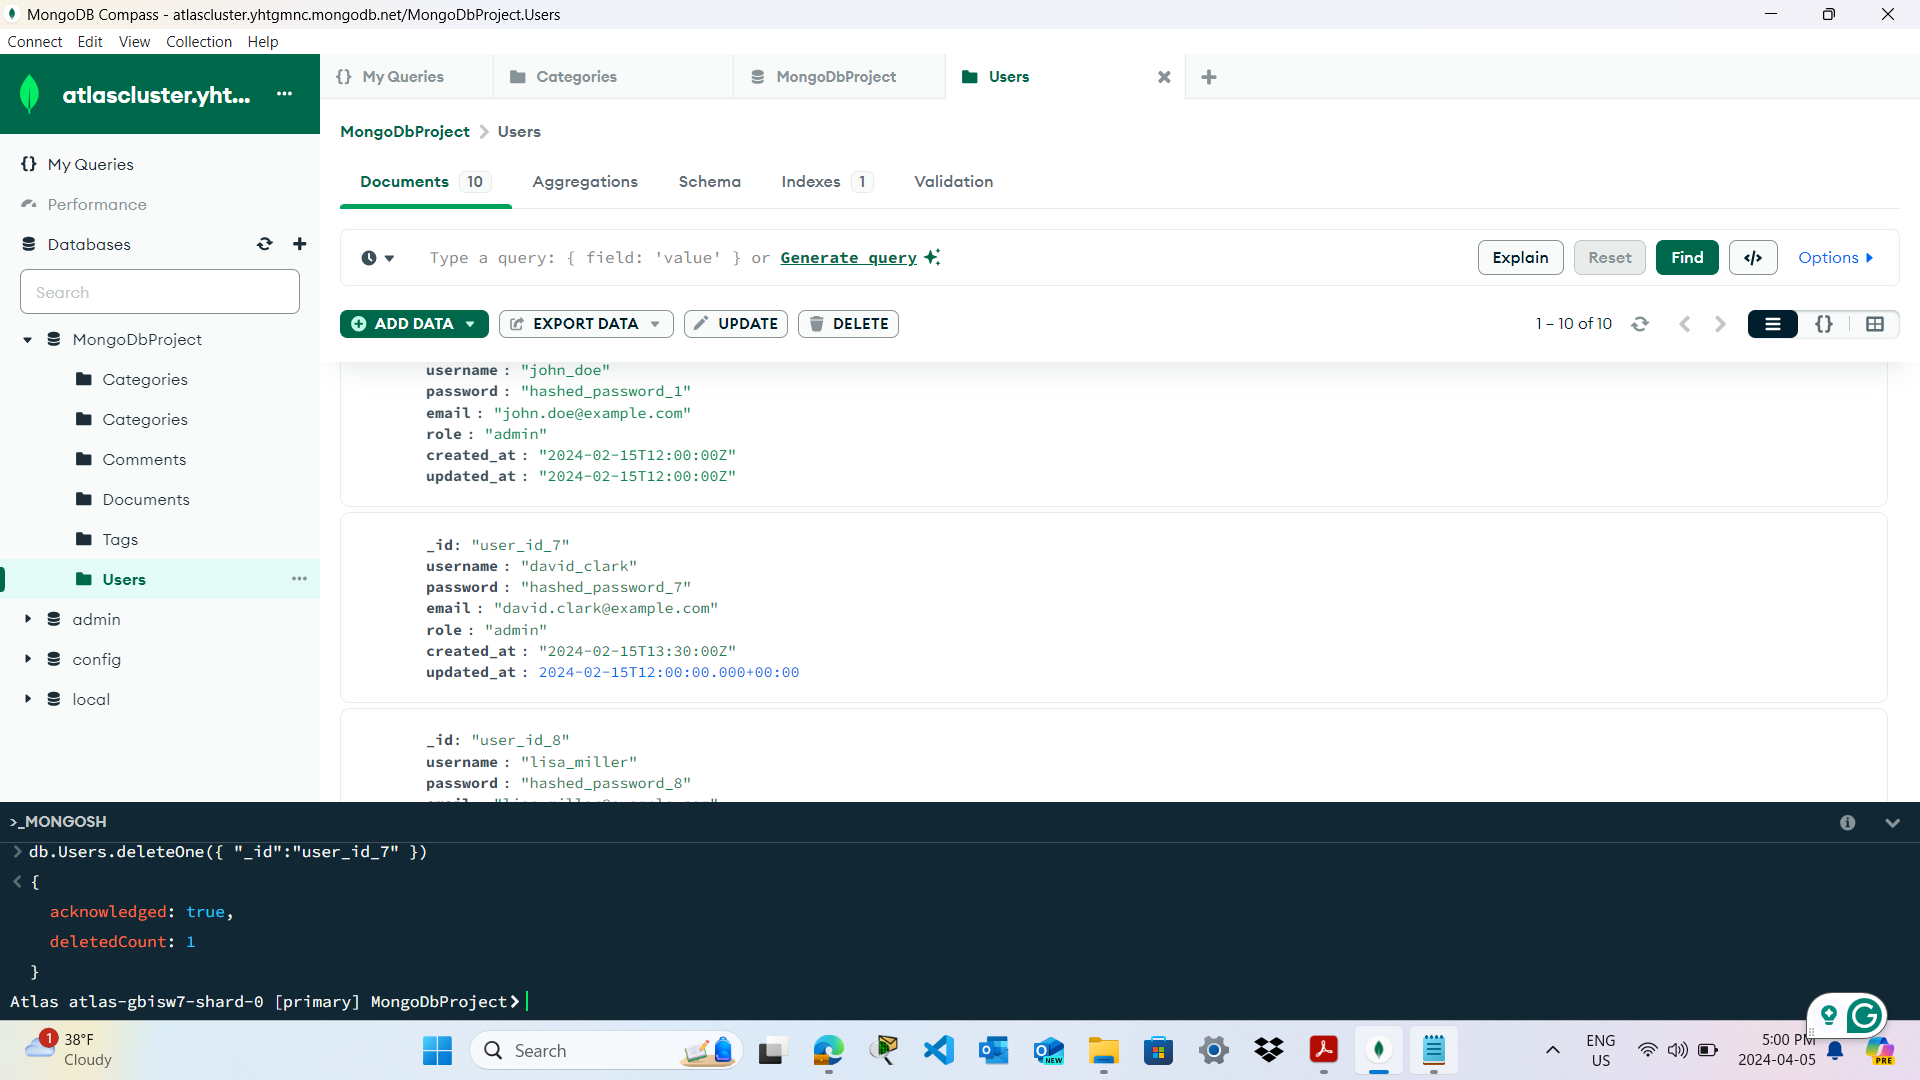 MongoDB Compass - atlascluster.yhtgmnc.mongodb.net/MongoDbProject.Users
Connect Edit View Collection Help
atlascluster.yht... ...
My Queries Categories MongoDbProject Users
MongoDbProject > Users
{} My Queries
Performance
Databases
Search
MongoDbProject
Categories
Categories
Comments
Documents
Tags
Users ...
admin
config
local
Documents 10 Aggregations Schema Indexes 1 Validation
Type a query: { field: 'value' } or Generate query
Explain Reset Find </> Options
ADD DATA EXPORT DATA UPDATE DELETE
1 – 10 of 10 {}
username : "john_doe"
password : "hashed_password_1"
email : "john.doe@example.com"
role : "admin"
created_at : "2024-02-15T12:00:00Z"
updated_at : "2024-02-15T12:00:00Z"
_id: "user_id_7"
username : "david_clark"
password : "hashed_password_7"
email : "david.clark@example.com"
role : "admin"
created_at : "2024-02-15T13:30:00Z"
updated_at : 2024-02-15T12:00:00.000+00:00
_id: "user_id_8"
username : "lisa_miller"
password : "hashed_password_8"
>_MONGOSH
> db.Users.deleteOne({ "_id":"user_id_7" })
< {
acknowledged: true,
deletedCount: 1
}
Atlas atlas-gbisw7-shard-0 [primary] MongoDbProject>
1 38°F
Cloudy
Search
NEW
ENG
US
5:00 PM
2024-04-05
PRE